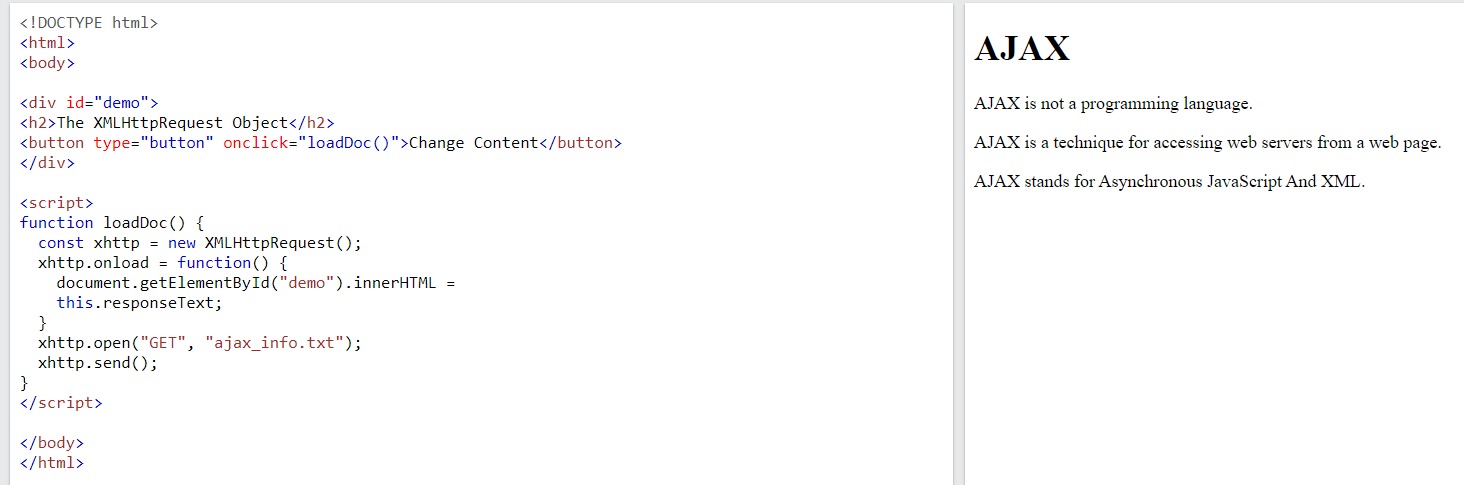 <!DOCTYPE html>
<html>
<body>
<div id="demo">
<h2>The XMLHttpRequest Object</h2>
<button type="button" onclick="loadDoc()">Change Content</button>
</div>
<script>
function loadDoc() {
  const xhttp = new XMLHttpRequest();
  xhttp.onload = function() {
    document.getElementById("demo").innerHTML =
    this.responseText;
  }
  xhttp.open("GET", "ajax_info.txt");
  xhttp.send();
}
</script>
</body>
</html>
AJAX
AJAX is not a programming language.
AJAX is a technique for accessing web servers from a web page.
AJAX stands for Asynchronous JavaScript And XML.